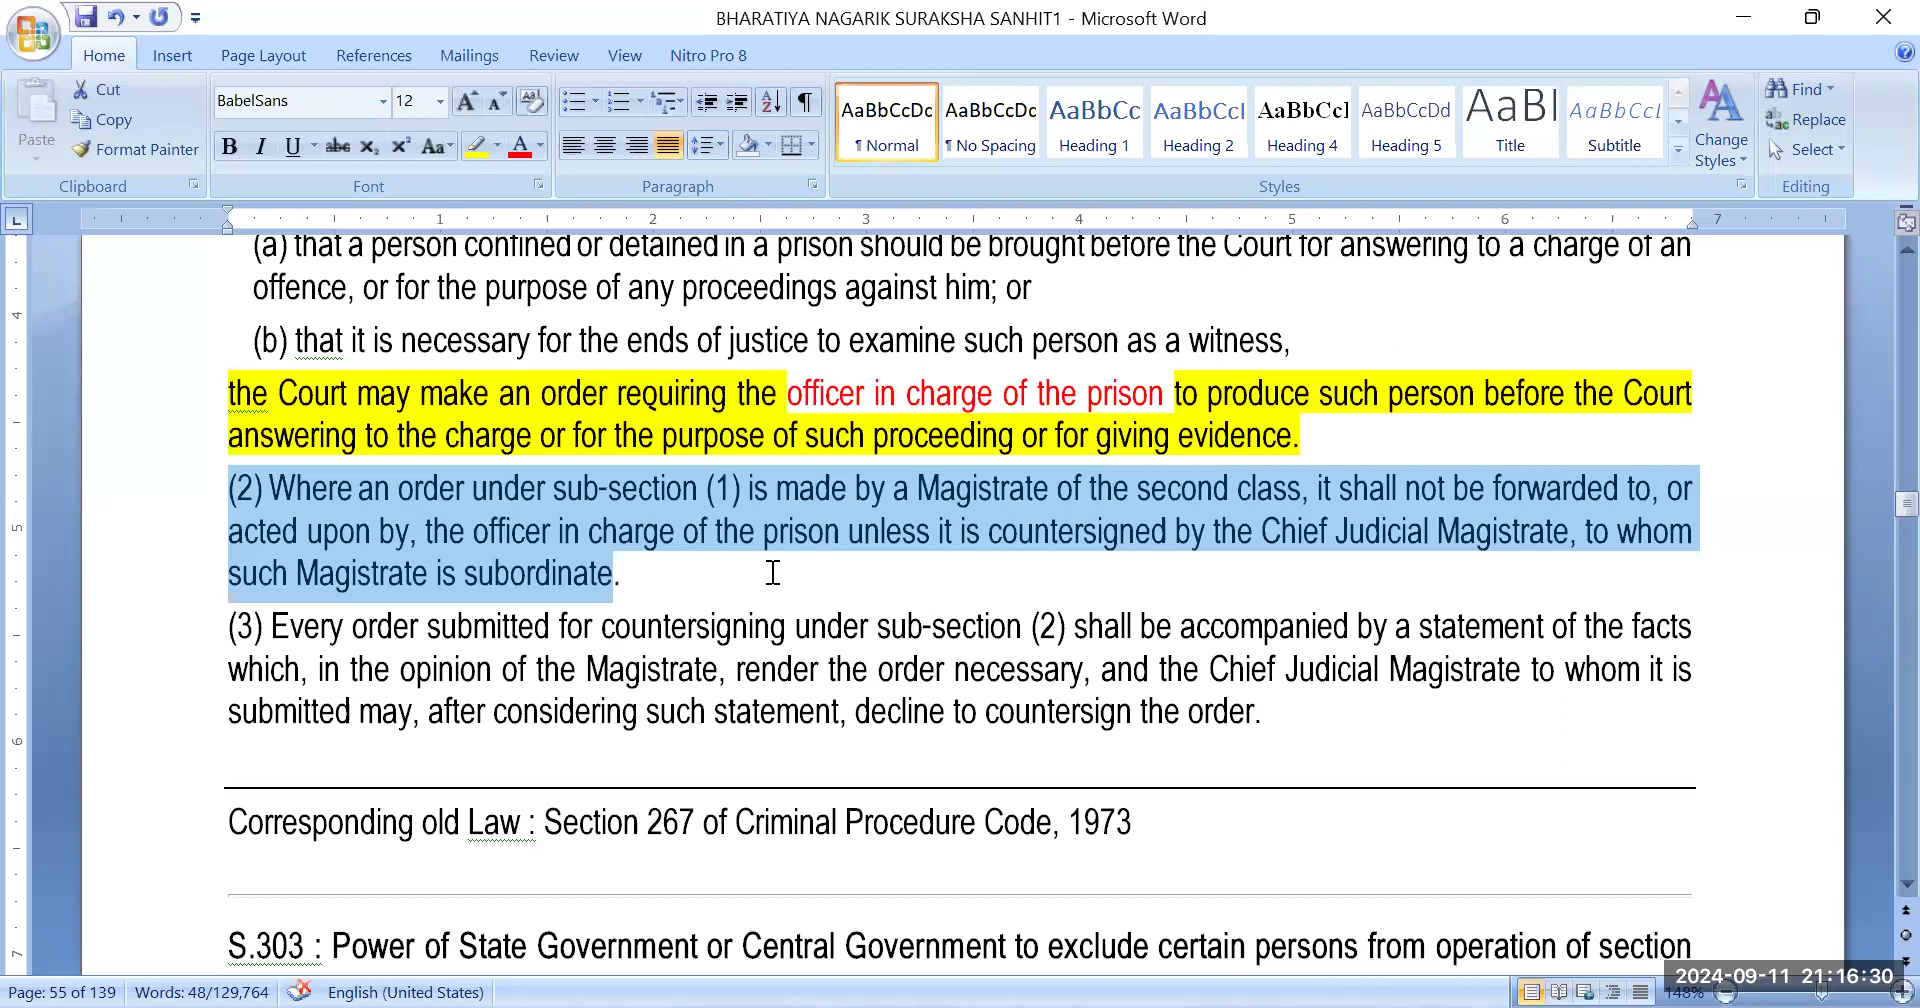 BHARATIYA NAGARIK SURAKSHA SANHIT1 - Microsoft Word
Home Insert Page Layout References Mailings Review View Nitro Pro 8
Paste
Cut
Copy
Format Painter
Clipboard
BabelSans 12
Font
Paragraph
AaBbCcDc AaBbCcDc AaBbCc AaBbCcI AaBbCcI AaBbCcDd AaBI AaBbCcL
¶ Normal ¶ No Spacing Heading 1 Heading 2 Heading 4 Heading 5 Title Subtitle
Change Styles
Styles
Find
Replace
Select
Editing
1 2 3 4 5 6 7
(a) that a person confined or detained in a prison should be brought before the Court for answering to a charge of an
offence, or for the purpose of any proceedings against him; or
(b) that it is necessary for the ends of justice to examine such person as a witness,
the Court may make an order requiring the officer in charge of the prison to produce such person before the Court
answering to the charge or for the purpose of such proceeding or for giving evidence.
(2) Where an order under sub-section (1) is made by a Magistrate of the second class, it shall not be forwarded to, or
acted upon by, the officer in charge of the prison unless it is countersigned by the Chief Judicial Magistrate, to whom
such Magistrate is subordinate.
(3) Every order submitted for countersigning under sub-section (2) shall be accompanied by a statement of the facts
which, in the opinion of the Magistrate, render the order necessary, and the Chief Judicial Magistrate to whom it is
submitted may, after considering such statement, decline to countersign the order.
Corresponding old Law : Section 267 of Criminal Procedure Code, 1973
S.303 : Power of State Government or Central Government to exclude certain persons from operation of section
2024-09-11 21:16:30
Page: 55 of 139 Words: 48/129,764 English (United States) 148%